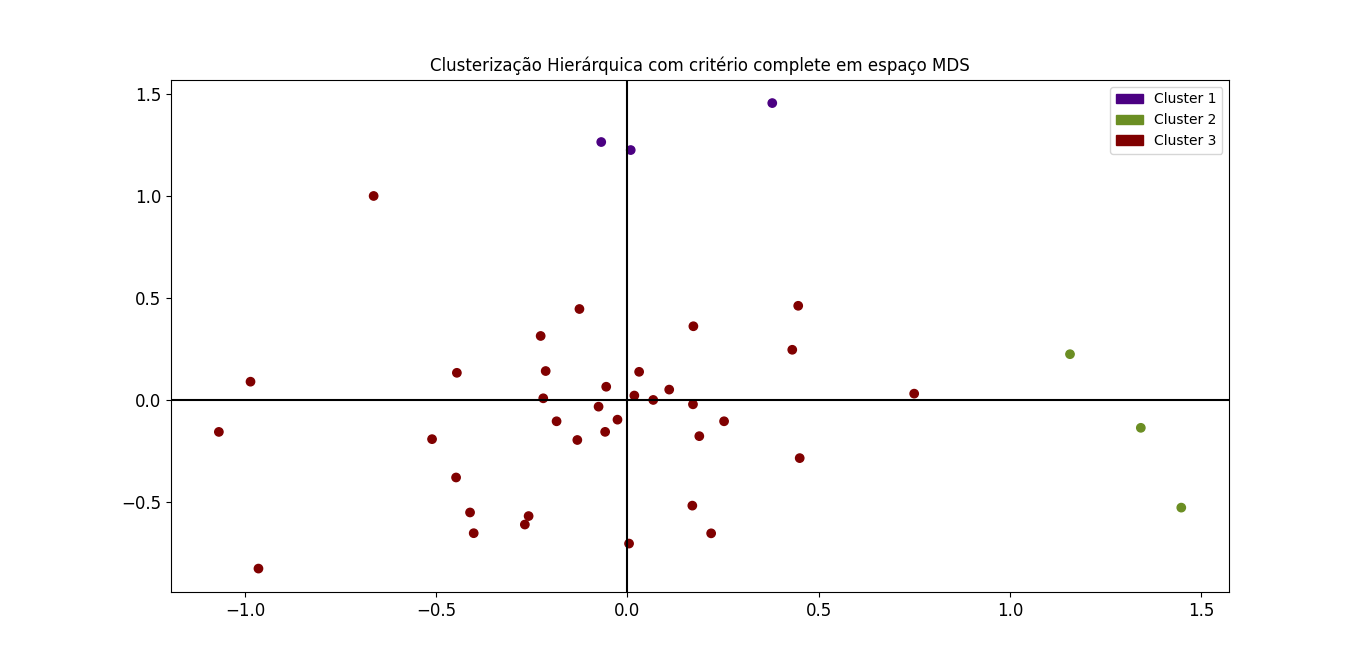 Clusterização Hierárquica com critério complete em espaço MDS
1.5
1.0
0.5
0.0
−0.5
Cluster 1
Cluster 2
Cluster 3
−1.0
−0.5
0.0
0.5
1.0
1.5